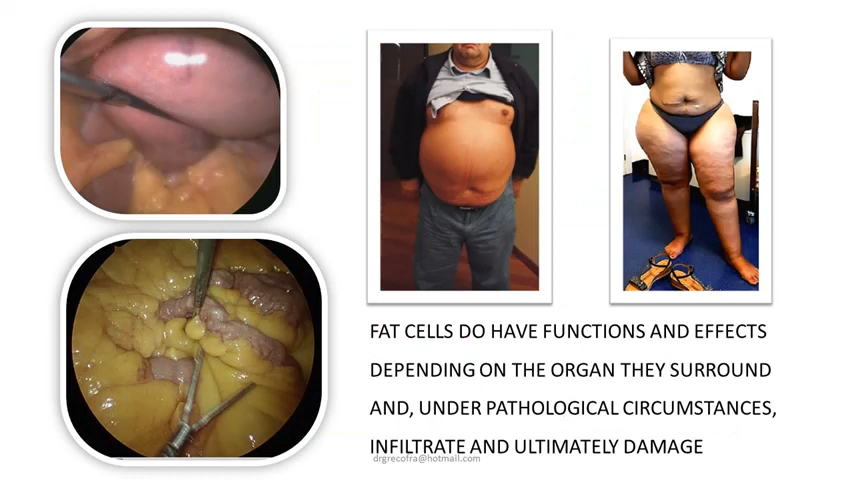 FAT CELLS DO HAVE FUNCTIONS AND EFFECTS
DEPENDING ON THE ORGAN THEY SURROUND
AND, UNDER PATHOLOGICAL CIRCUMSTANCES,
INFILTRATE AND ULTIMATELY DAMAGE
drgrecofra@hotmail.com